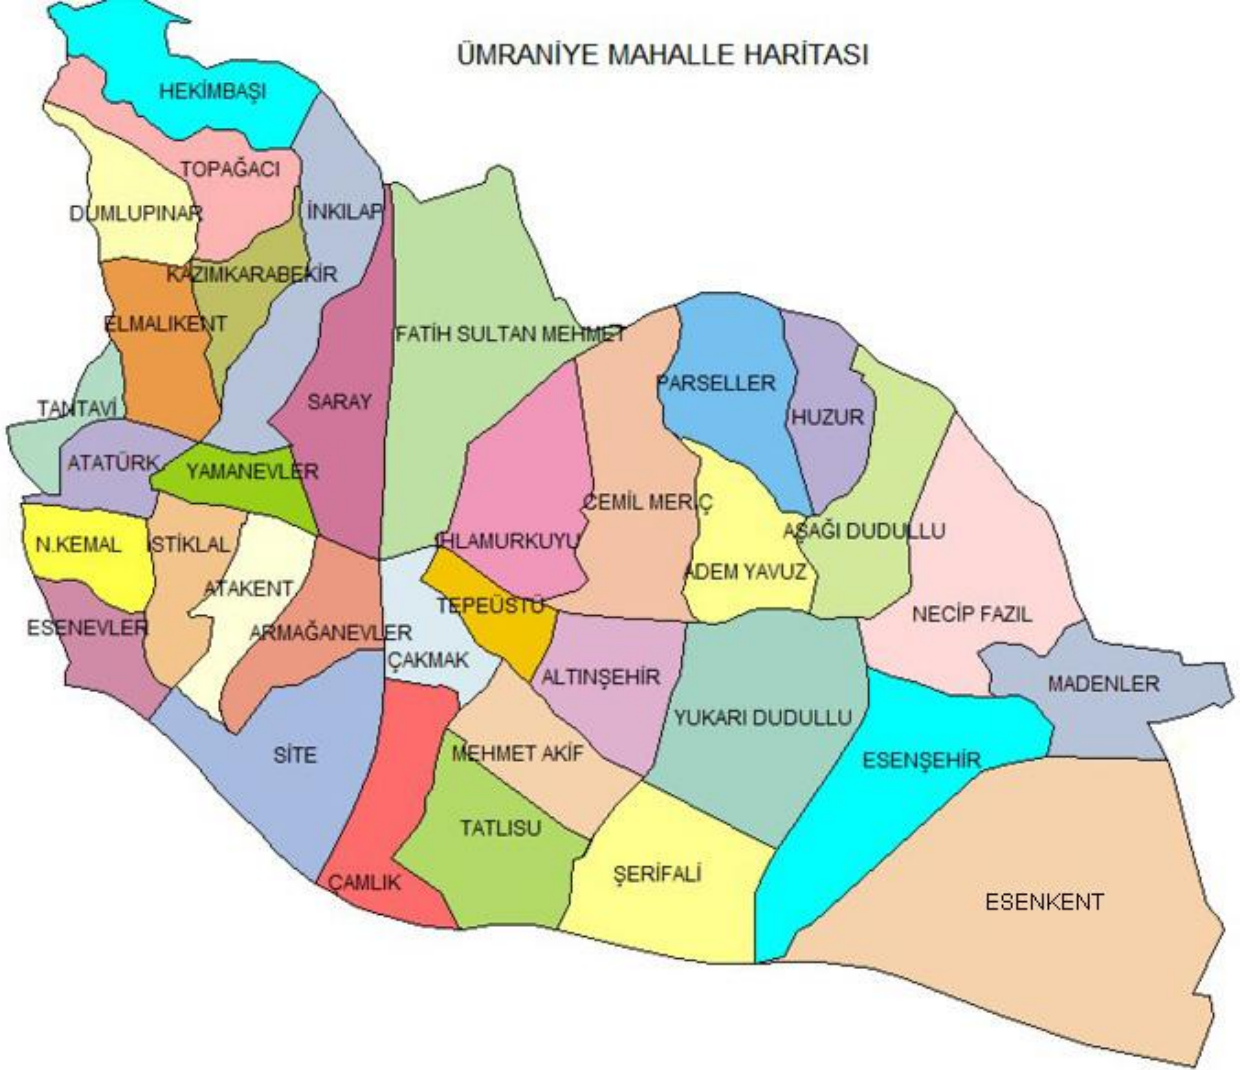 ÜMRANİYE MAHALLE HARİTASI
HEKİMBAŞI
TOPAĞACI
DUMLUPINAR
İNKILAP
KAZIMKARABEKİR
ELMALIKENT
FATİH SULTAN MEHMET
PARSELLER
TANTAVİ
SARAY
HUZUR
ATATÜRK
YAMANEVLER
CEMİL MERİÇ
AŞAĞI DUDULLU
N.KEMAL
İSTİKLAL
IHLAMURKUYU
ADEM YAVUZ
ATAKENT
TEPEÜSTÜ
NECİP FAZIL
ESENEVLER
ARMAĞANEVLER
ÇAKMAK
ALTINŞEHİR
MADENLER
YUKARI DUDULLU
SİTE
MEHMET AKİF
ESENŞEHİR
TATLISU
ŞERİFALİ
ÇAMLIK
ESENKENT